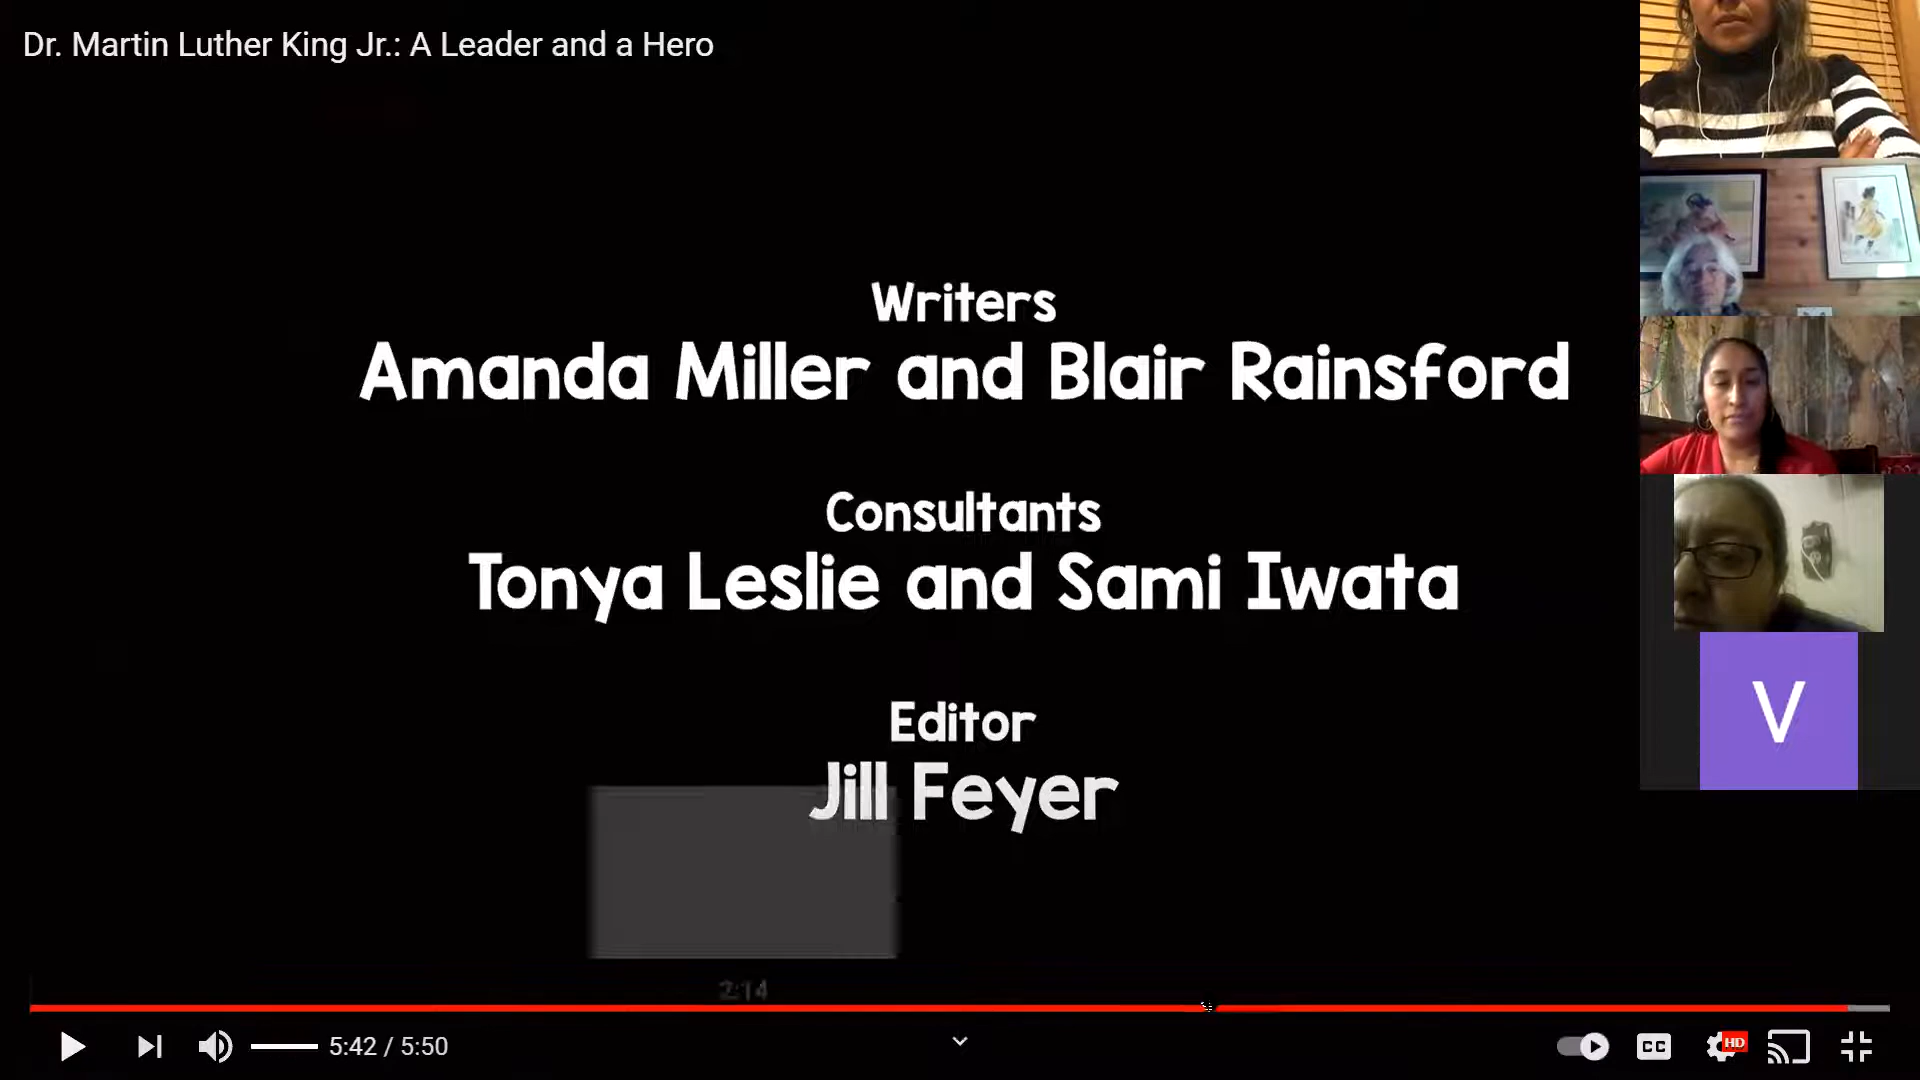 Dr. Martin Luther King Jr.: A Leader and a Hero
Writers
Amanda Miller and Blair Rainsford
Consultants
Tonya Leslie and Sami Iwata
Editor
Jill Feyer
V
2:14
5:42 / 5:50
CC
HD